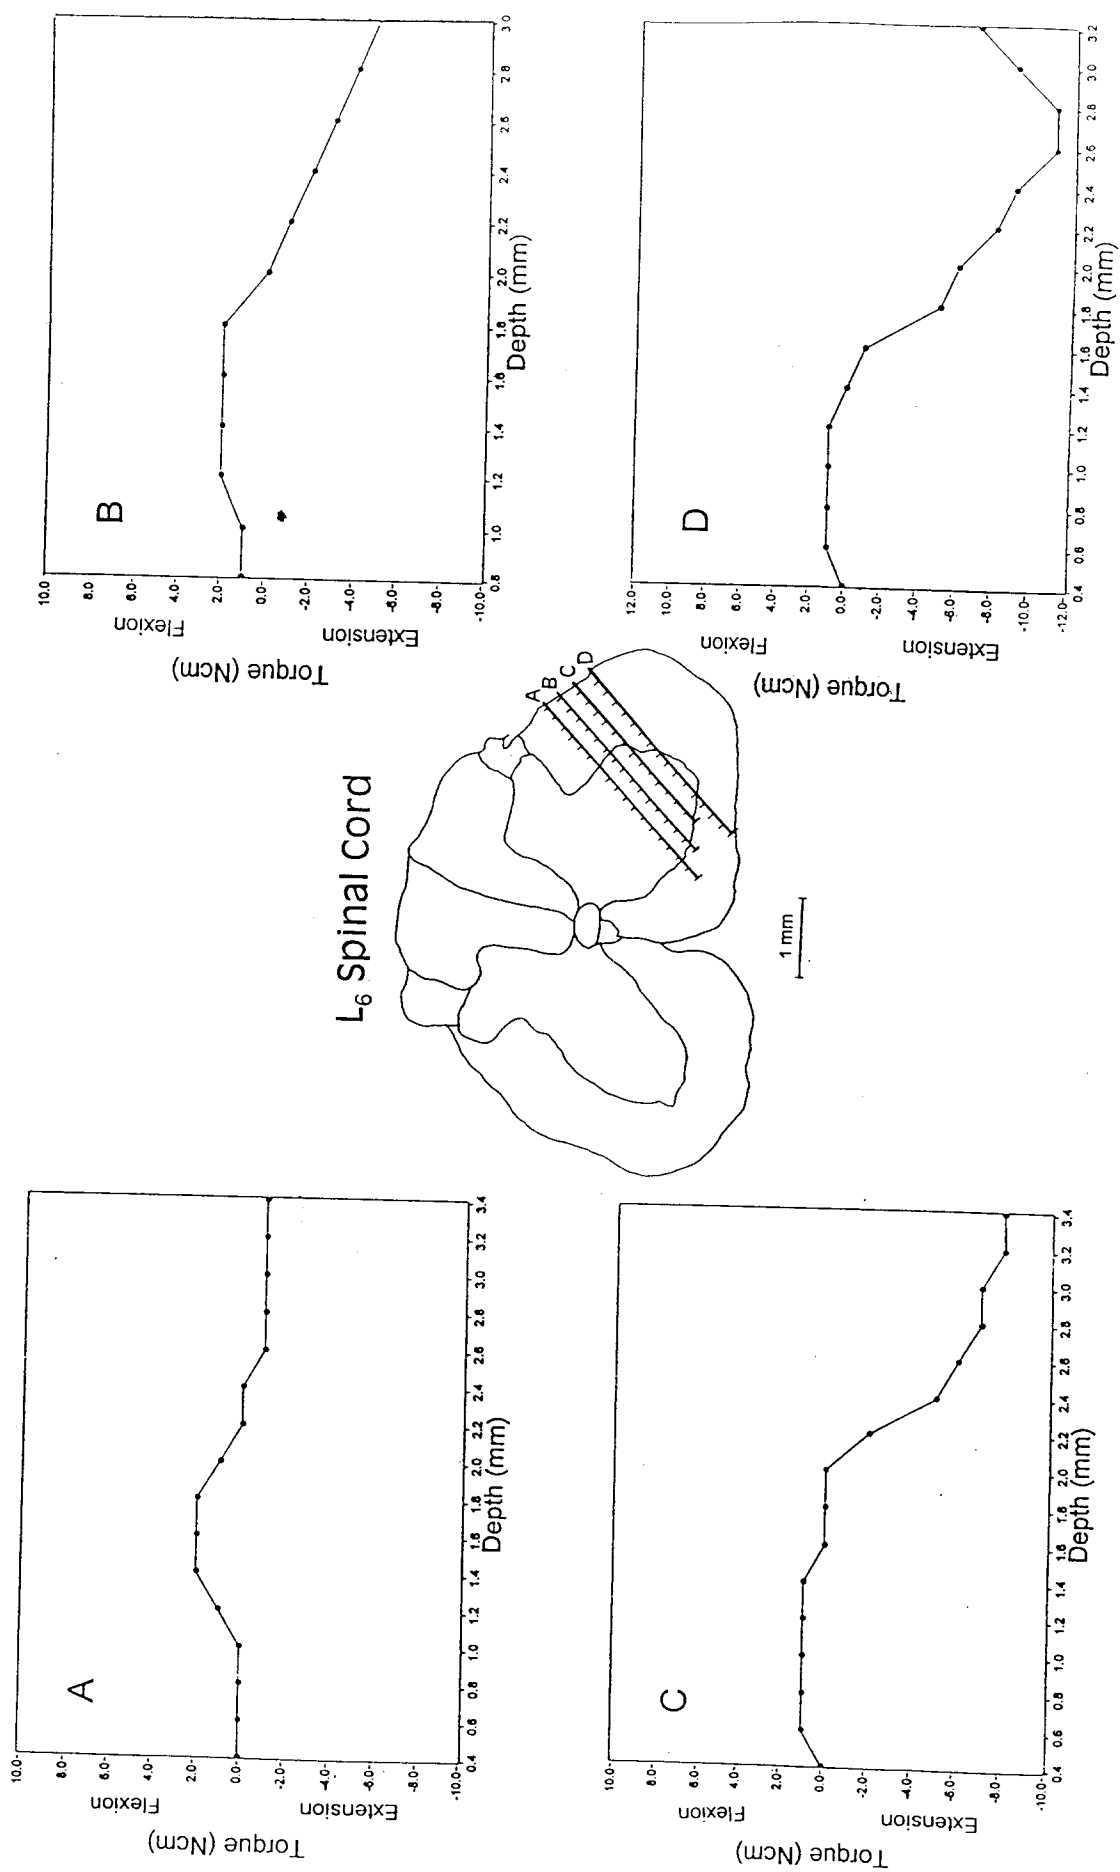 A
Torque (Ncm)
Flexion
Extension
10.0-
8.0-
6.0-
4.0-
2.0-
0.0-
-2.0-
-4.0-
-6.0-
-8.0-
-10.0-
0.4 0.6 0.8 1.0 1.2 1.4 1.6 1.8 2.0 2.2 2.4 2.6 2.8 3.0 3.2 3.4
Depth (mm)
B
Torque (Ncm)
Flexion
Extension
10.0-
8.0-
6.0-
4.0-
2.0-
0.0-
-2.0-
-4.0-
-6.0-
-8.0-
-10.0-
0.8 1.0 1.2 1.4 1.6 1.8 2.0 2.2 2.4 2.6 2.8 3.0
Depth (mm)
L₆ Spinal Cord
A
B
C
D
1 mm
C
Torque (Ncm)
Flexion
Extension
10.0-
8.0-
6.0-
4.0-
2.0-
0.0-
-2.0-
-4.0-
-6.0-
-8.0-
-10.0-
0.4 0.6 0.8 1.0 1.2 1.4 1.6 1.8 2.0 2.2 2.4 2.6 2.8 3.0 3.2 3.4
Depth (mm)
D
Torque (Ncm)
Flexion
Extension
12.0-
10.0-
8.0-
6.0-
4.0-
2.0-
0.0-
-2.0-
-4.0-
-6.0-
-8.0-
-10.0-
-12.0-
0.4 0.6 0.8 1.0 1.2 1.4 1.6 1.8 2.0 2.2 2.4 2.6 2.8 3.0 3.2
Depth (mm)